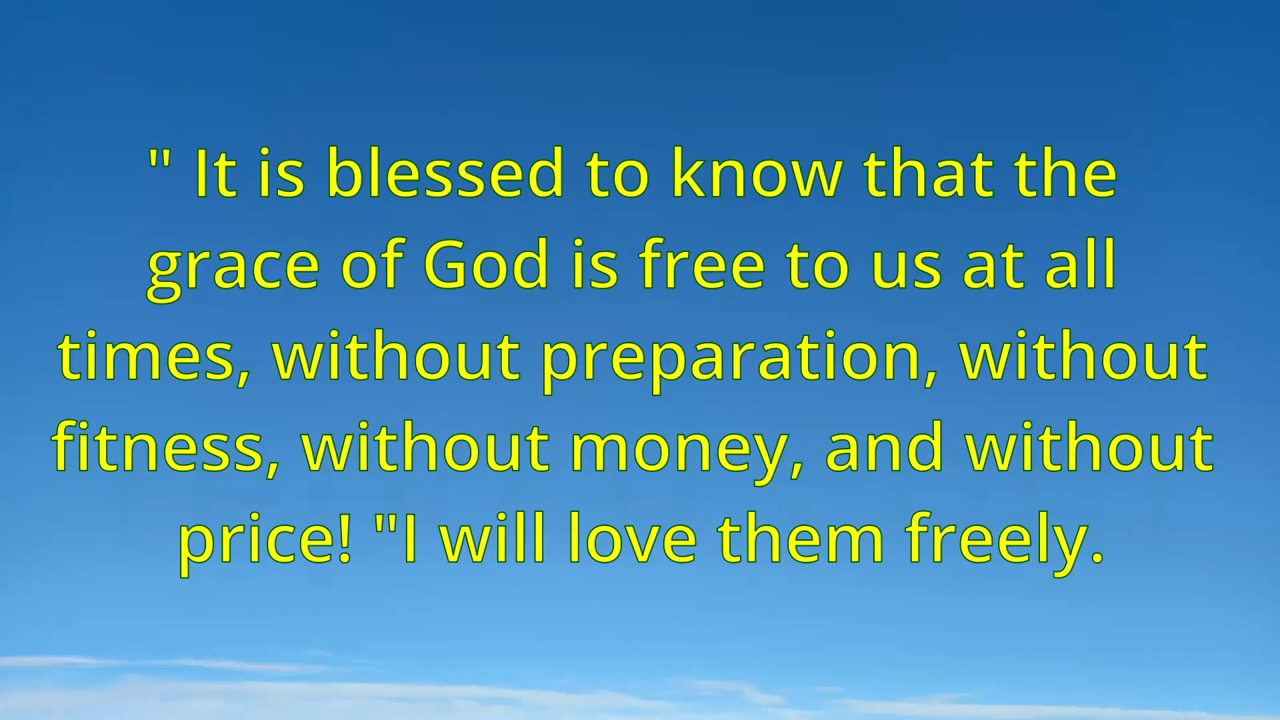 " It is blessed to know that the
grace of God is free to us at all
times, without preparation, without
fitness, without money, and without
price! "I will love them freely.